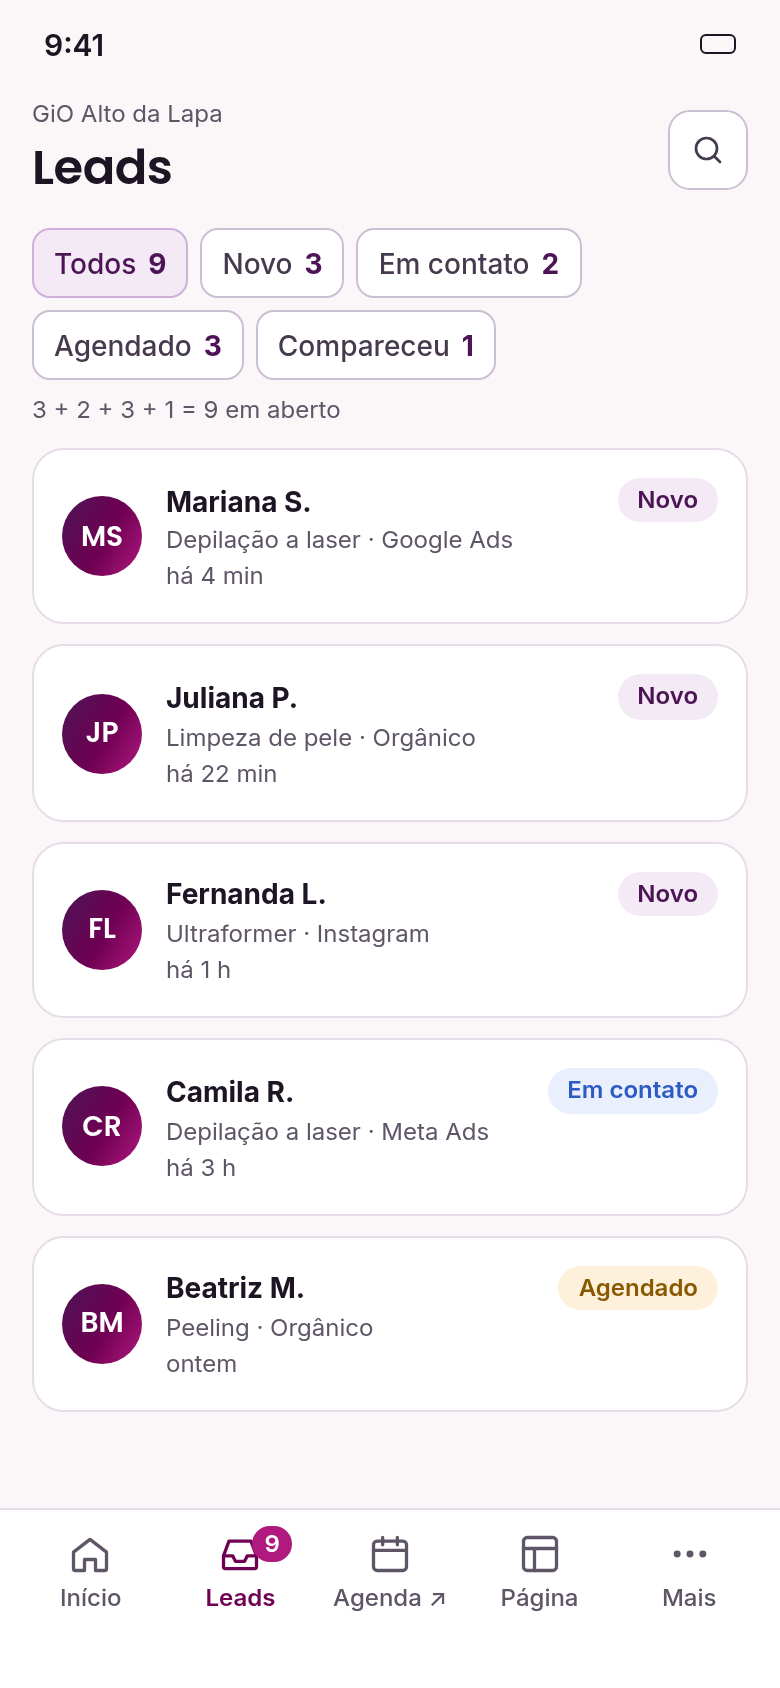 9:41
GiO Alto da Lapa
Leads
Todos 9
Novo 3
Em contato 2
Agendado 3
Compareceu 1
3 + 2 + 3 + 1 = 9 em aberto
MS
Mariana S.
Novo
Depilação a laser · Google Ads
há 4 min
JP
Juliana P.
Novo
Limpeza de pele · Orgânico
há 22 min
FL
Fernanda L.
Novo
Ultraformer · Instagram
há 1 h
CR
Camila R.
Em contato
Depilação a laser · Meta Ads
há 3 h
BM
Beatriz M.
Agendado
Peeling · Orgânico
ontem
9
Início
Leads
Agenda ↗
Página
Mais